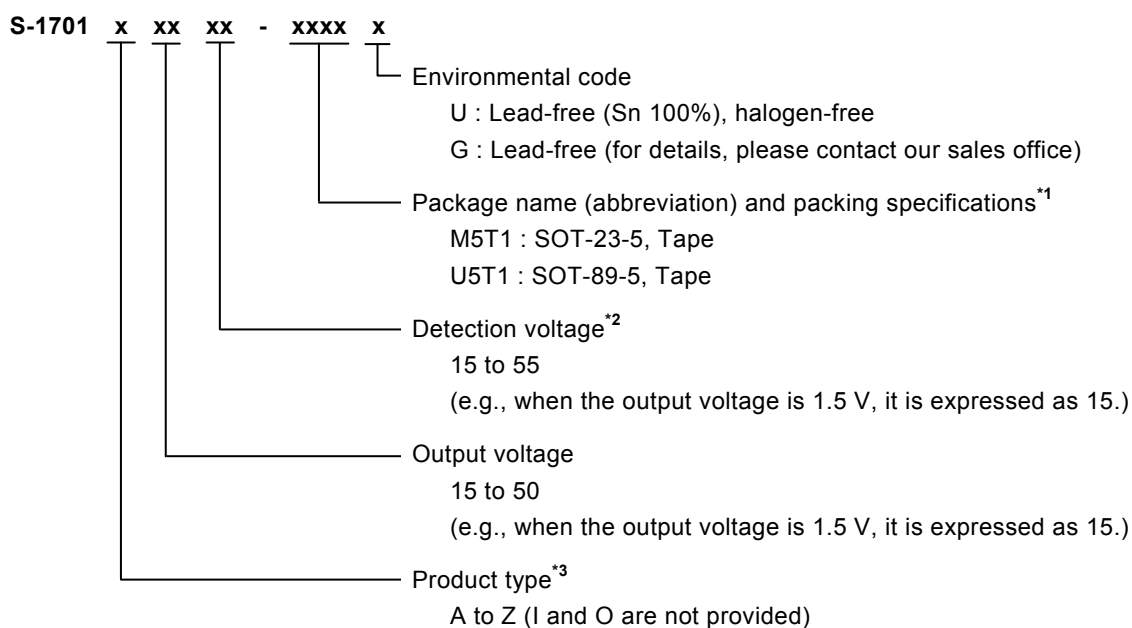 S-1701 x xx xx - xxxx x
Environmental code
U : Lead-free (Sn 100%), halogen-free
G : Lead-free (for details, please contact our sales office)
Package name (abbreviation) and packing specifications*1
M5T1 : SOT-23-5, Tape
U5T1 : SOT-89-5, Tape
Detection voltage*2
15 to 55
(e.g., when the output voltage is 1.5 V, it is expressed as 15.)
Output voltage
15 to 50
(e.g., when the output voltage is 1.5 V, it is expressed as 15.)
Product type*3
A to Z (I and O are not provided)